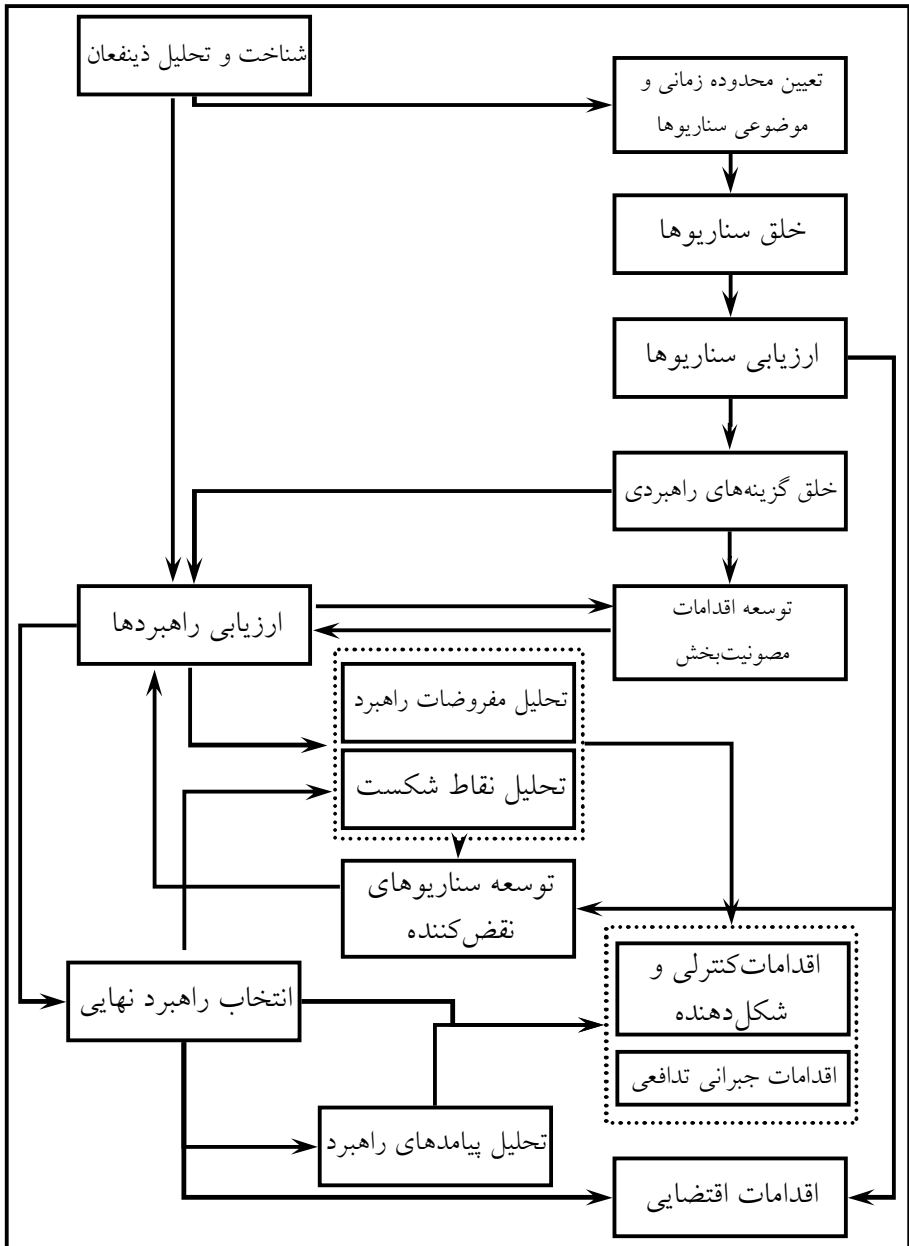 شناخت و تحلیل ذینفعان
تعیین محدوده زمانی و
موضوعی سناریوها
خلق سناریوها
ارزیابی سناریوها
خلق گزینه‌های راهبردی
توسعه اقدامات
مصونیت‌بخش
ارزیابی راهبردها
تحلیل مفروضات راهبرد
تحلیل نقاط شکست
توسعه سناریوهای
نقض‌کننده
اقدامات‌کنترلی و
شکل‌دهنده
اقدامات جبرانی تدافعی
انتخاب راهبرد نهایی
تحلیل پیامدهای راهبرد
اقدامات اقتضایی